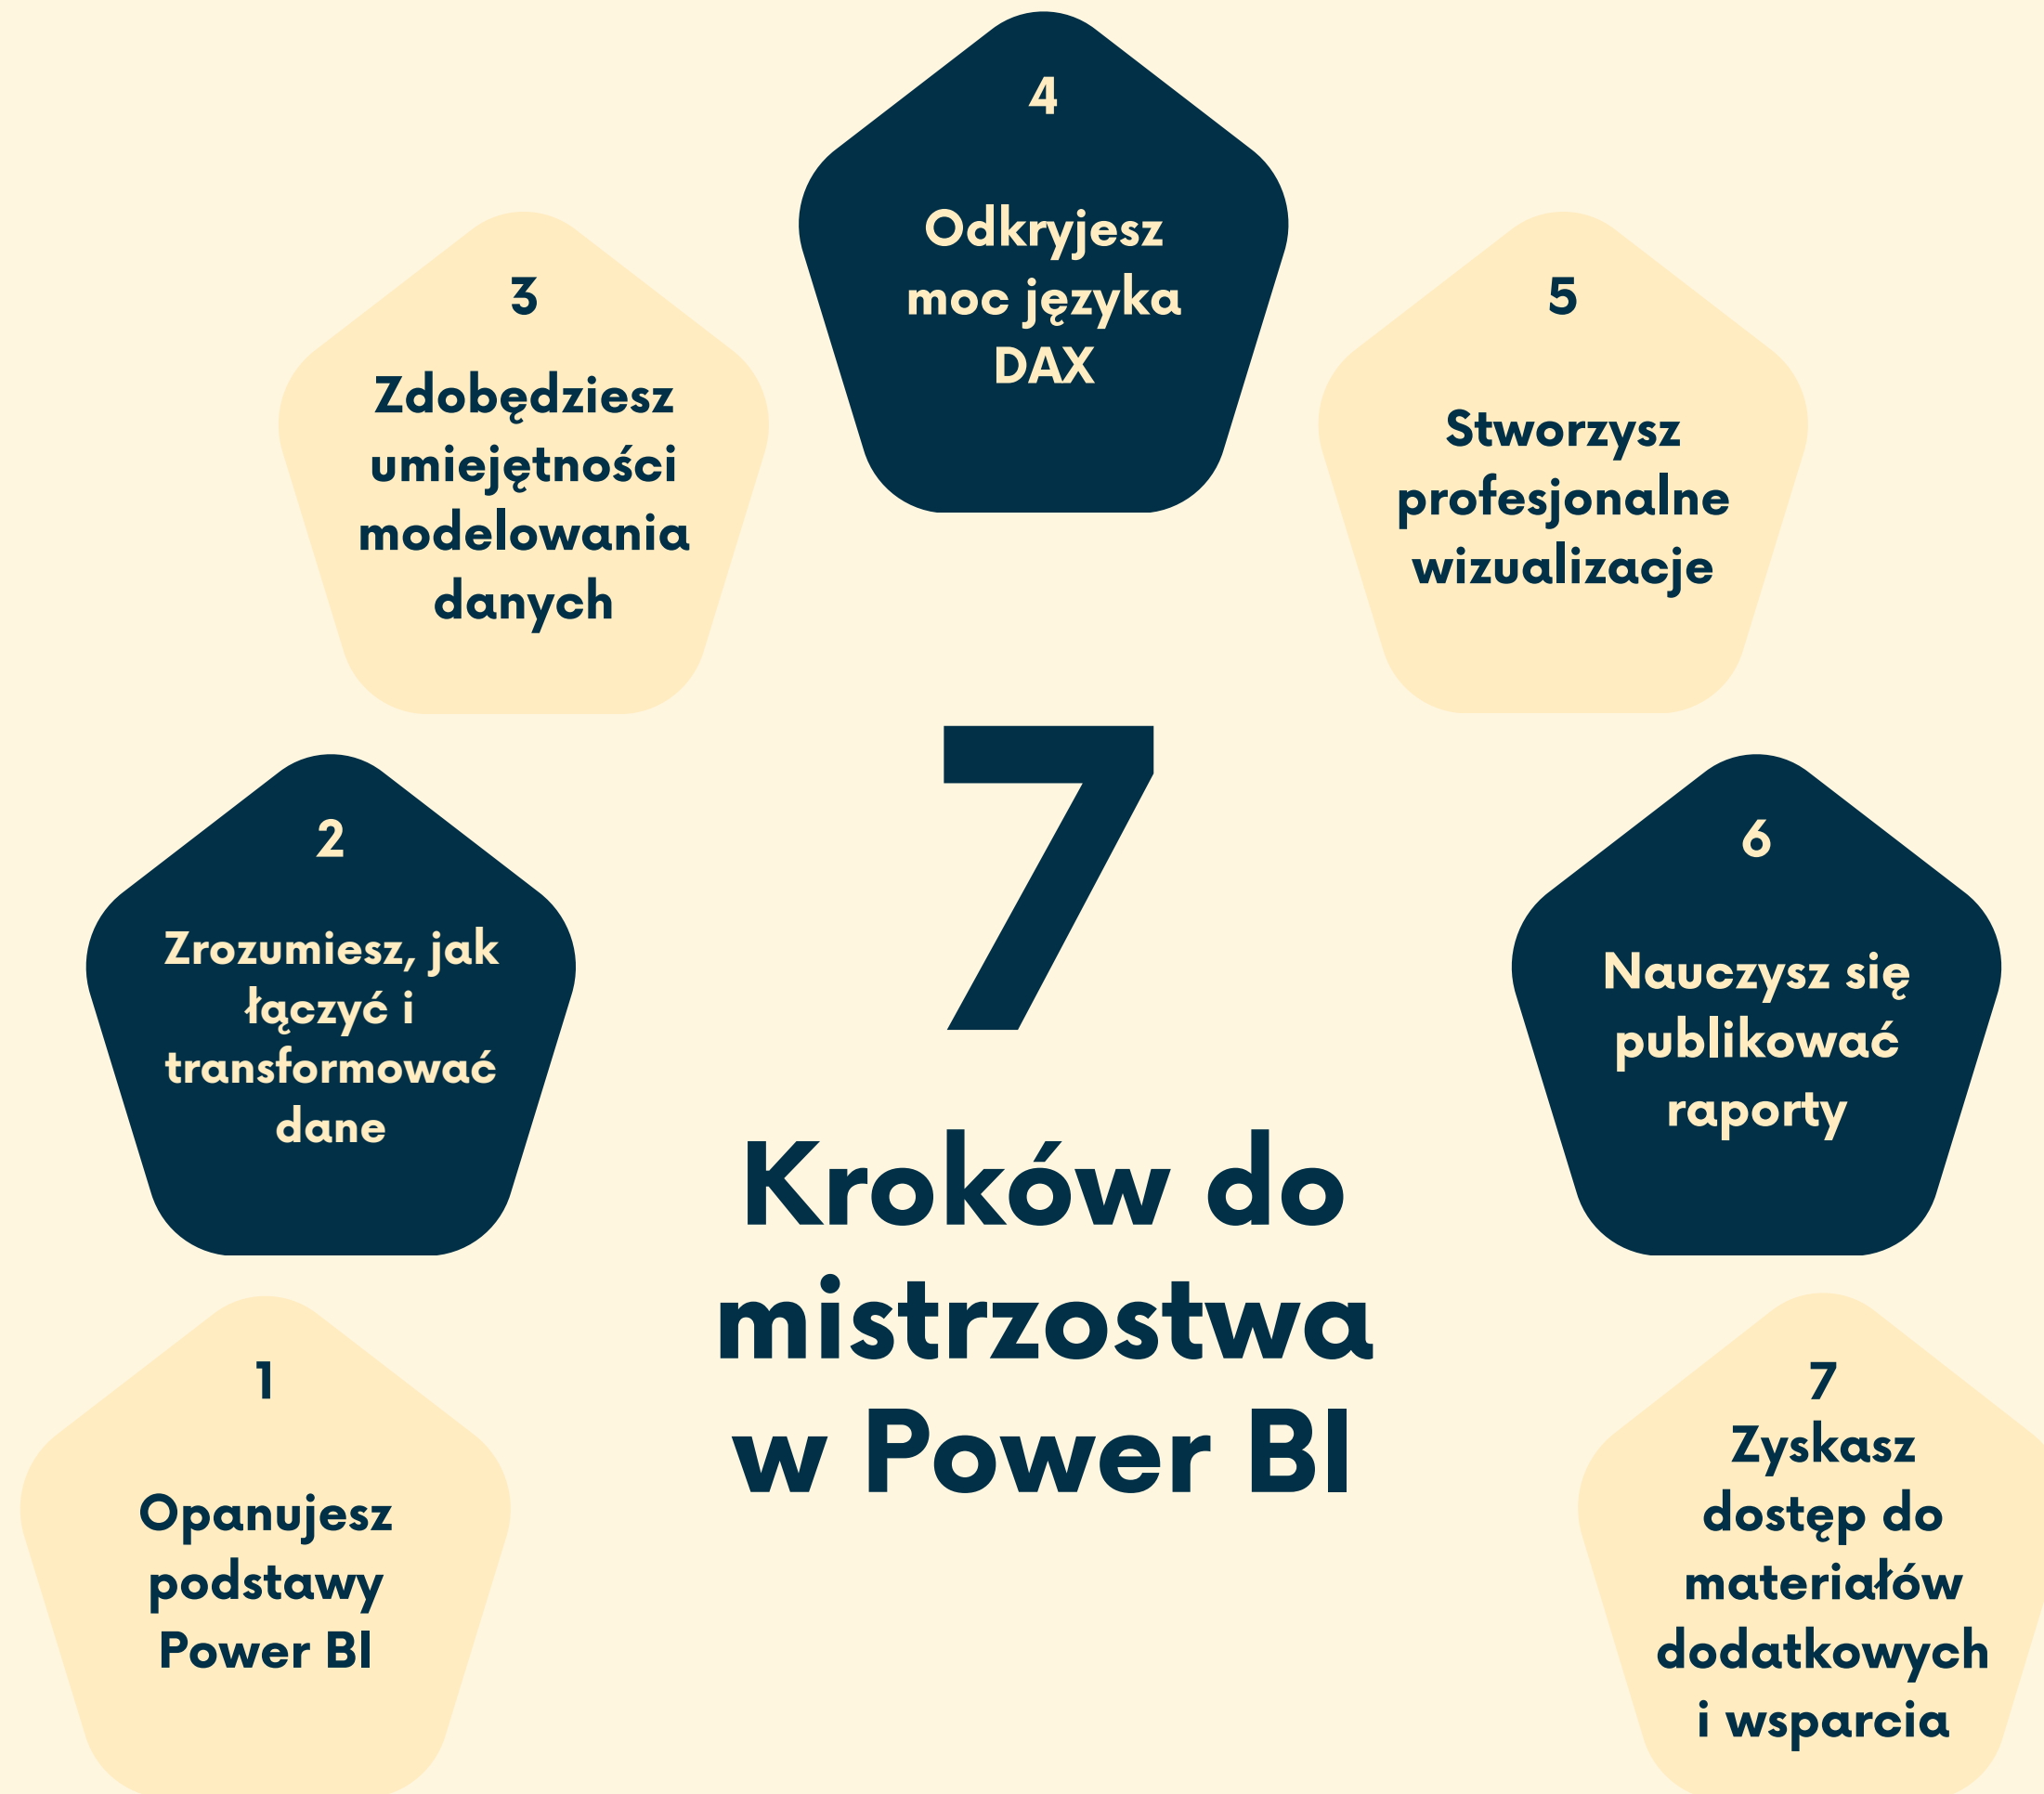 4
Odkryjesz
moc języka
DAX
3
Zdobędziesz
umiejętności
modelowania
danych
5
Stworzysz
profesjonalne
wizualizacje
7
Kroków do
mistrzostwa
w Power BI
2
Zrozumiesz, jak
łączyć i
transformować
dane
6
Nauczysz się
publikować
raporty
1
Opanujesz
podstawy
Power BI
7
Zyskasz
dostęp do
materiałów
dodatkowych
i wsparcia